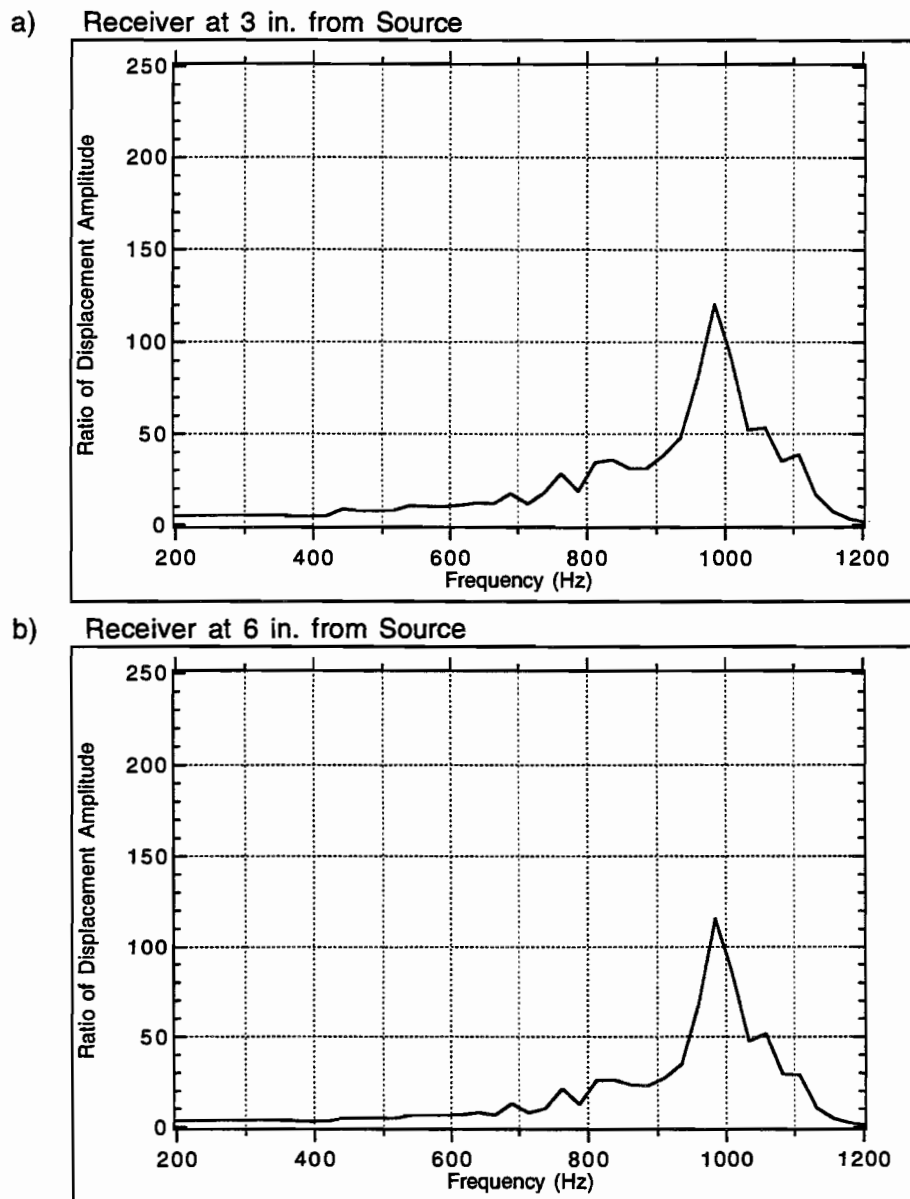 a) Receiver at 3 in. from Source
250
200
150
100
50
0
Ratio of Displacement Amplitude
200 400 600 800 1000 1200
Frequency (Hz)
b) Receiver at 6 in. from Source
250
200
150
100
50
0
Ratio of Displacement Amplitude
200 400 600 800 1000 1200
Frequency (Hz)